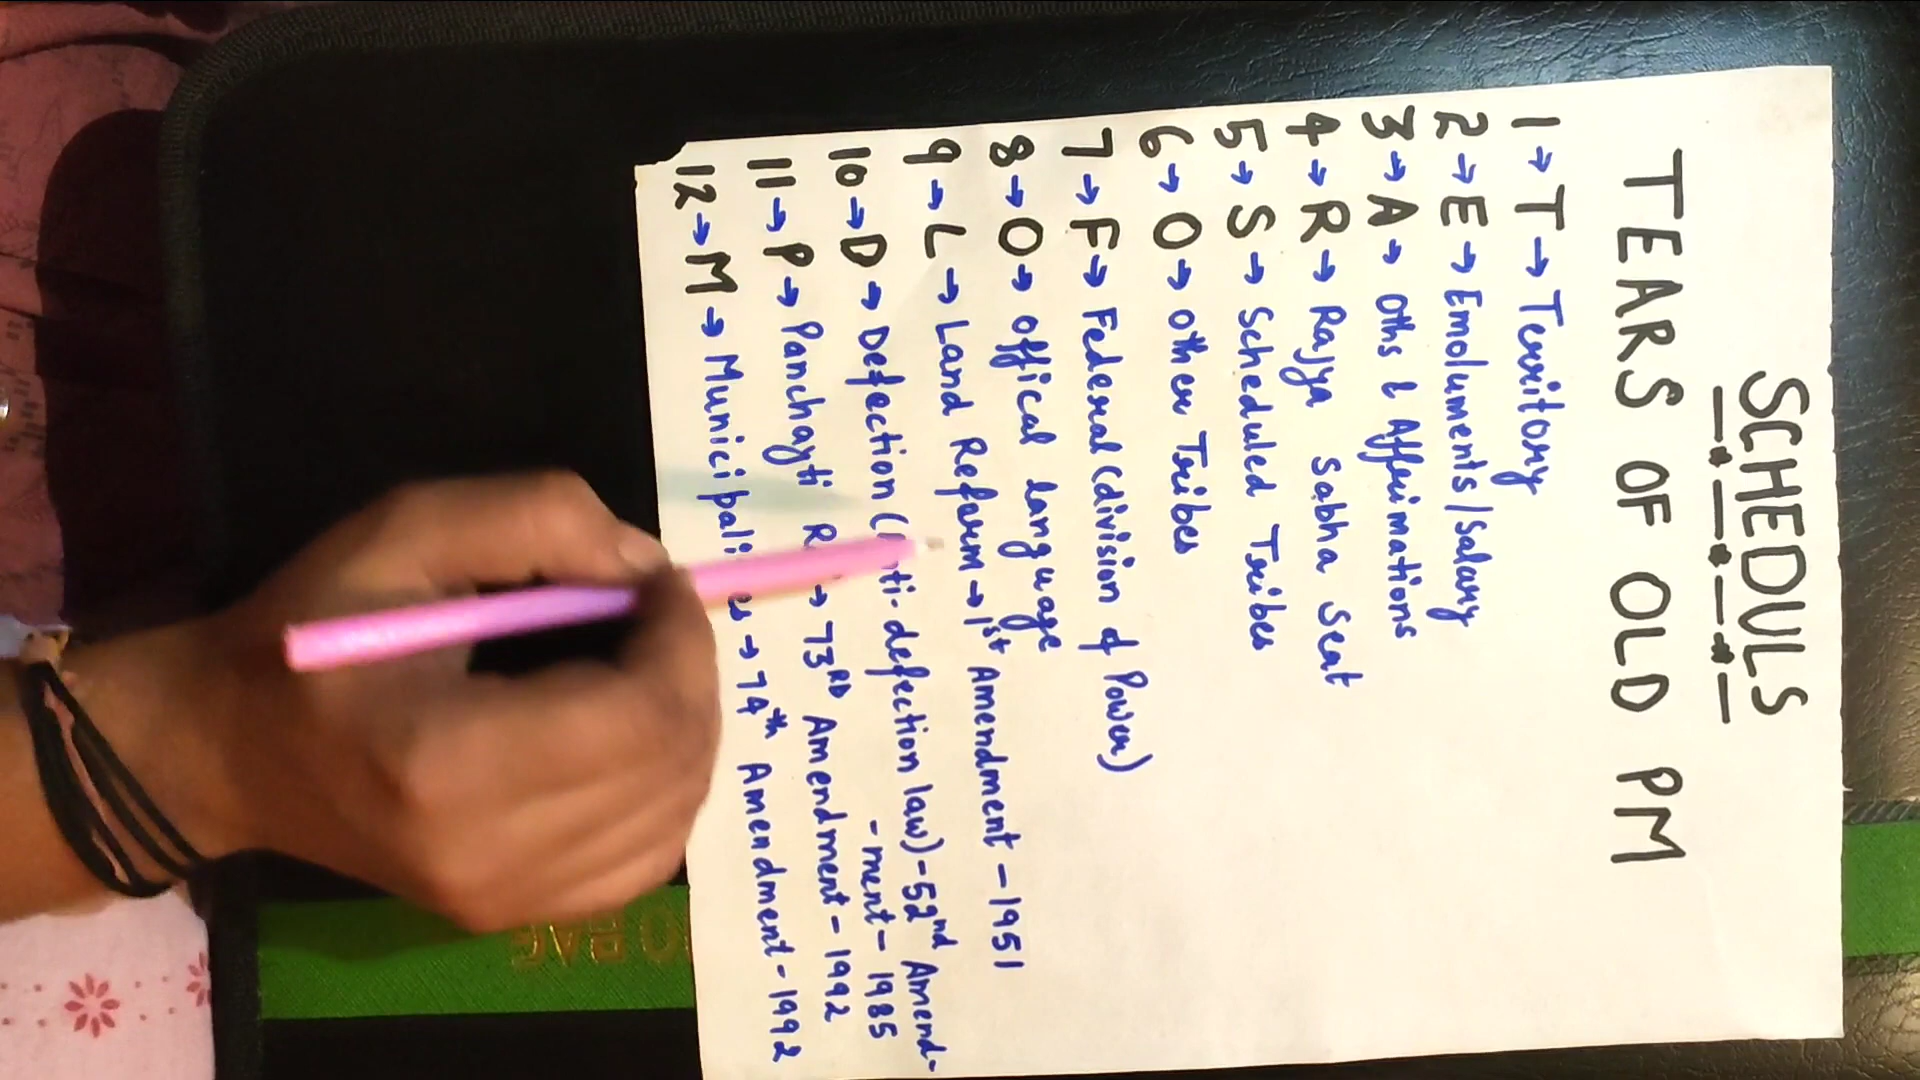 SCHEDULS
TEARS OF OLD PM
1 → T → Territory
2 → E → Emoluments/Salary
3 → A → Oths & Affirmations
4 → R → Rajya Sabha Seat
5 → S → Scheduled Tribes
6 → O → Other Tribes
7 → F → Federal (division of Power)
8 → O → Offical language
9 → L → Land Reform → 1st Amendment - 1951
10 → D → Defection (Anti-defection law) - 52nd Amend-
-ment - 1985
11 → P → Panchayti → 73RD Amendment - 1992
12 → M → Municipalities → 74th Amendment - 1992